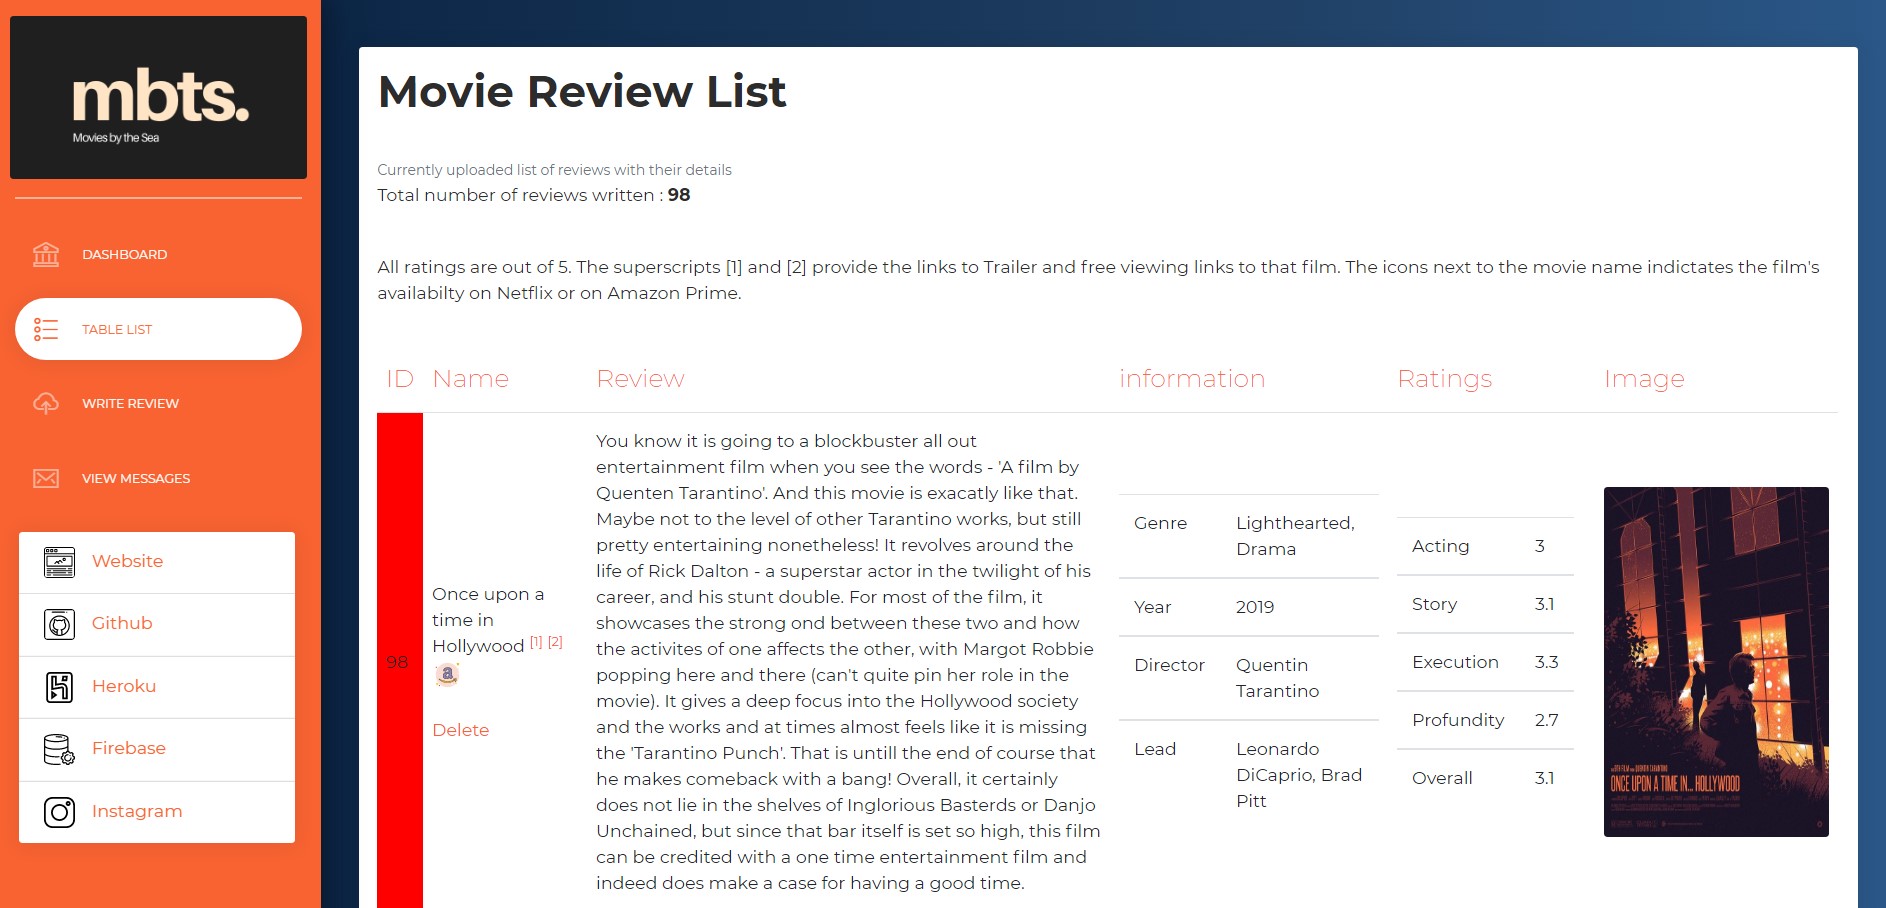 mbts.
Movies by the Sea
DASHBOARD
TABLE LIST
WRITE REVIEW
VIEW MESSAGES
Website
Github
Heroku
Firebase
Instagram
Movie Review List
Currently uploaded list of reviews with their details
Total number of reviews written : 98
All ratings are out of 5. The superscripts [1] and [2] provide the links to Trailer and free viewing links to that film. The icons next to the movie name indictates the film's
availabilty on Netflix or on Amazon Prime.
ID Name Review information Ratings Image
98
Once upon a
time in
Hollywood [1] [2]
a
Delete
You know it is going to a blockbuster all out
entertainment film when you see the words - 'A film by
Quenten Tarantino'. And this movie is exacatly like that.
Maybe not to the level of other Tarantino works, but still
pretty entertaining nonetheless! It revolves around the
life of Rick Dalton - a superstar actor in the twilight of his
career, and his stunt double. For most of the film, it
showcases the strong ond between these two and how
the activites of one affects the other, with Margot Robbie
popping here and there (can't quite pin her role in the
movie). It gives a deep focus into the Hollywood society
and the works and at times almost feels like it is missing
the 'Tarantino Punch'. That is untill the end of course that
he makes comeback with a bang! Overall, it certainly
does not lie in the shelves of Inglorious Basterds or Danjo
Unchained, but since that bar itself is set so high, this film
can be credited with a one time entertainment film and
indeed does make a case for having a good time.
Genre Lighthearted,
Drama
Year 2019
Director Quentin
Tarantino
Lead Leonardo
DiCaprio, Brad
Pitt
Acting 3
Story 3.1
Execution 3.3
Profundity 2.7
Overall 3.1
ONCE UPON A TIME IN... HOLLYWOOD